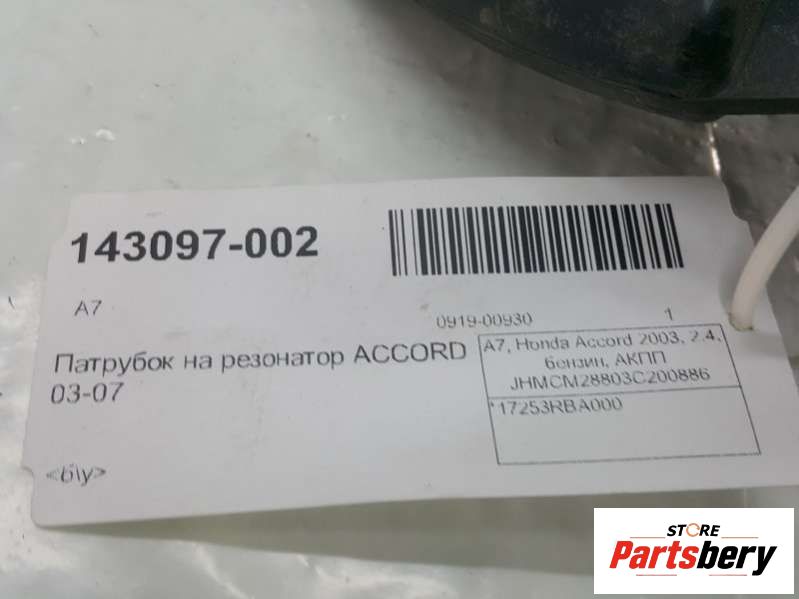 143097-002
A7
0919-00930 1
Патрубок на резонатор ACCORD
03-07
A7, Honda Accord 2003, 2.4,
бензин, АКПП
JHMCM28803C200886
*17253RBA000
<б\у>
STORE
Partsbery